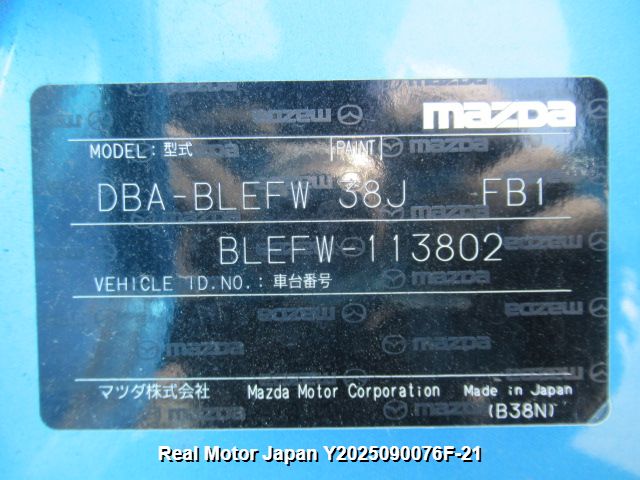 mazda
MODEL: 型式 PAINT
DBA-BLEFW 38J FB1
BLEFW-113802
VEHICLE ID.NO.: 車台番号
マツダ株式会社 Mazda Motor Corporation Made in Japan
(B38N)
Real Motor Japan Y2025090076F-21